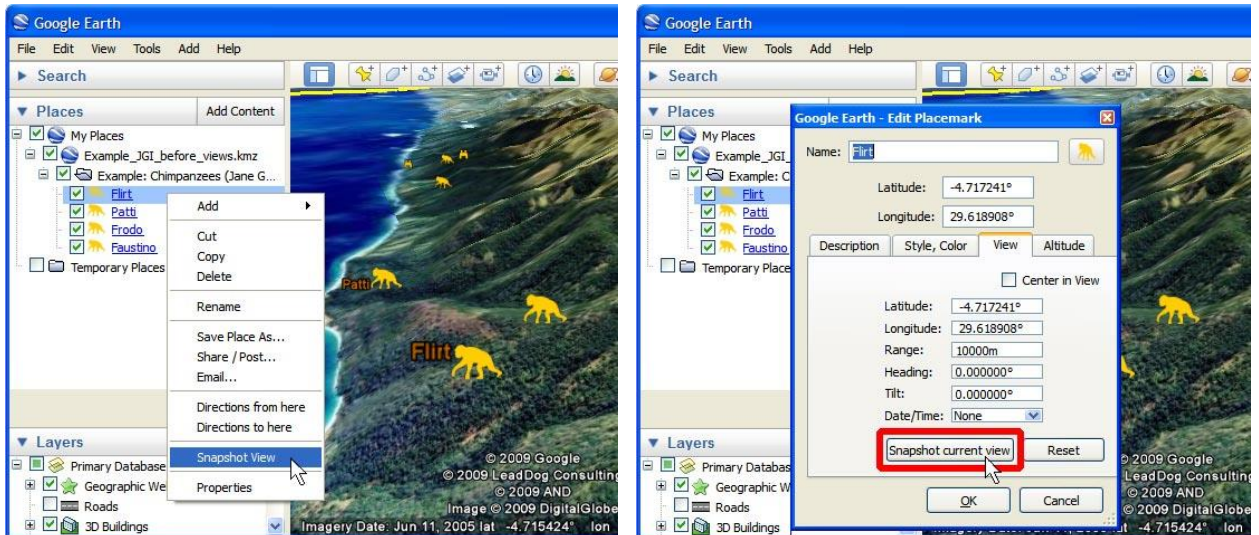 Google Earth
File Edit View Tools Add Help
Search
Places
Add Content
My Places
Example_JGI_before_views.kmz
Example: Chimpanzees (Jane G...
Flirt
Patti
Frodo
Faustino
Temporary Places
Add
Cut
Copy
Delete
Rename
Save Place As...
Share / Post...
Email...
Directions from here
Directions to here
Snapshot View
Properties
Patti
Flirt
Layers
Primary Database
Geographic We
Roads
3D Buildings
© 2009 Google
© 2009 LeadDog Consulting
© 2009 AND
Image © 2009 DigitalGlobe
Imagery Date: Jun 11, 2005 lat -4.715424° lon
Google Earth
File Edit View Tools Add Help
Search
Places
My Places
Example_JGI_
Example: C
Flirt
Patti
Frodo
Faustino
Temporary Place
Google Earth - Edit Placemark
Name: Flirt
Latitude: -4.717241°
Longitude: 29.618908°
Description Style, Color View Altitude
Center in View
Latitude: -4.717241°
Longitude: 29.618908°
Range: 10000m
Heading: 0.000000°
Tilt: 0.000000°
Date/Time: None
Snapshot current view Reset
OK Cancel
Layers
Primary Databas
Geographic W
Roads
3D Buildings
2009 Google
LeadDog Consulting
© 2009 AND
2009 DigitalGlobe
-4.715424° lon